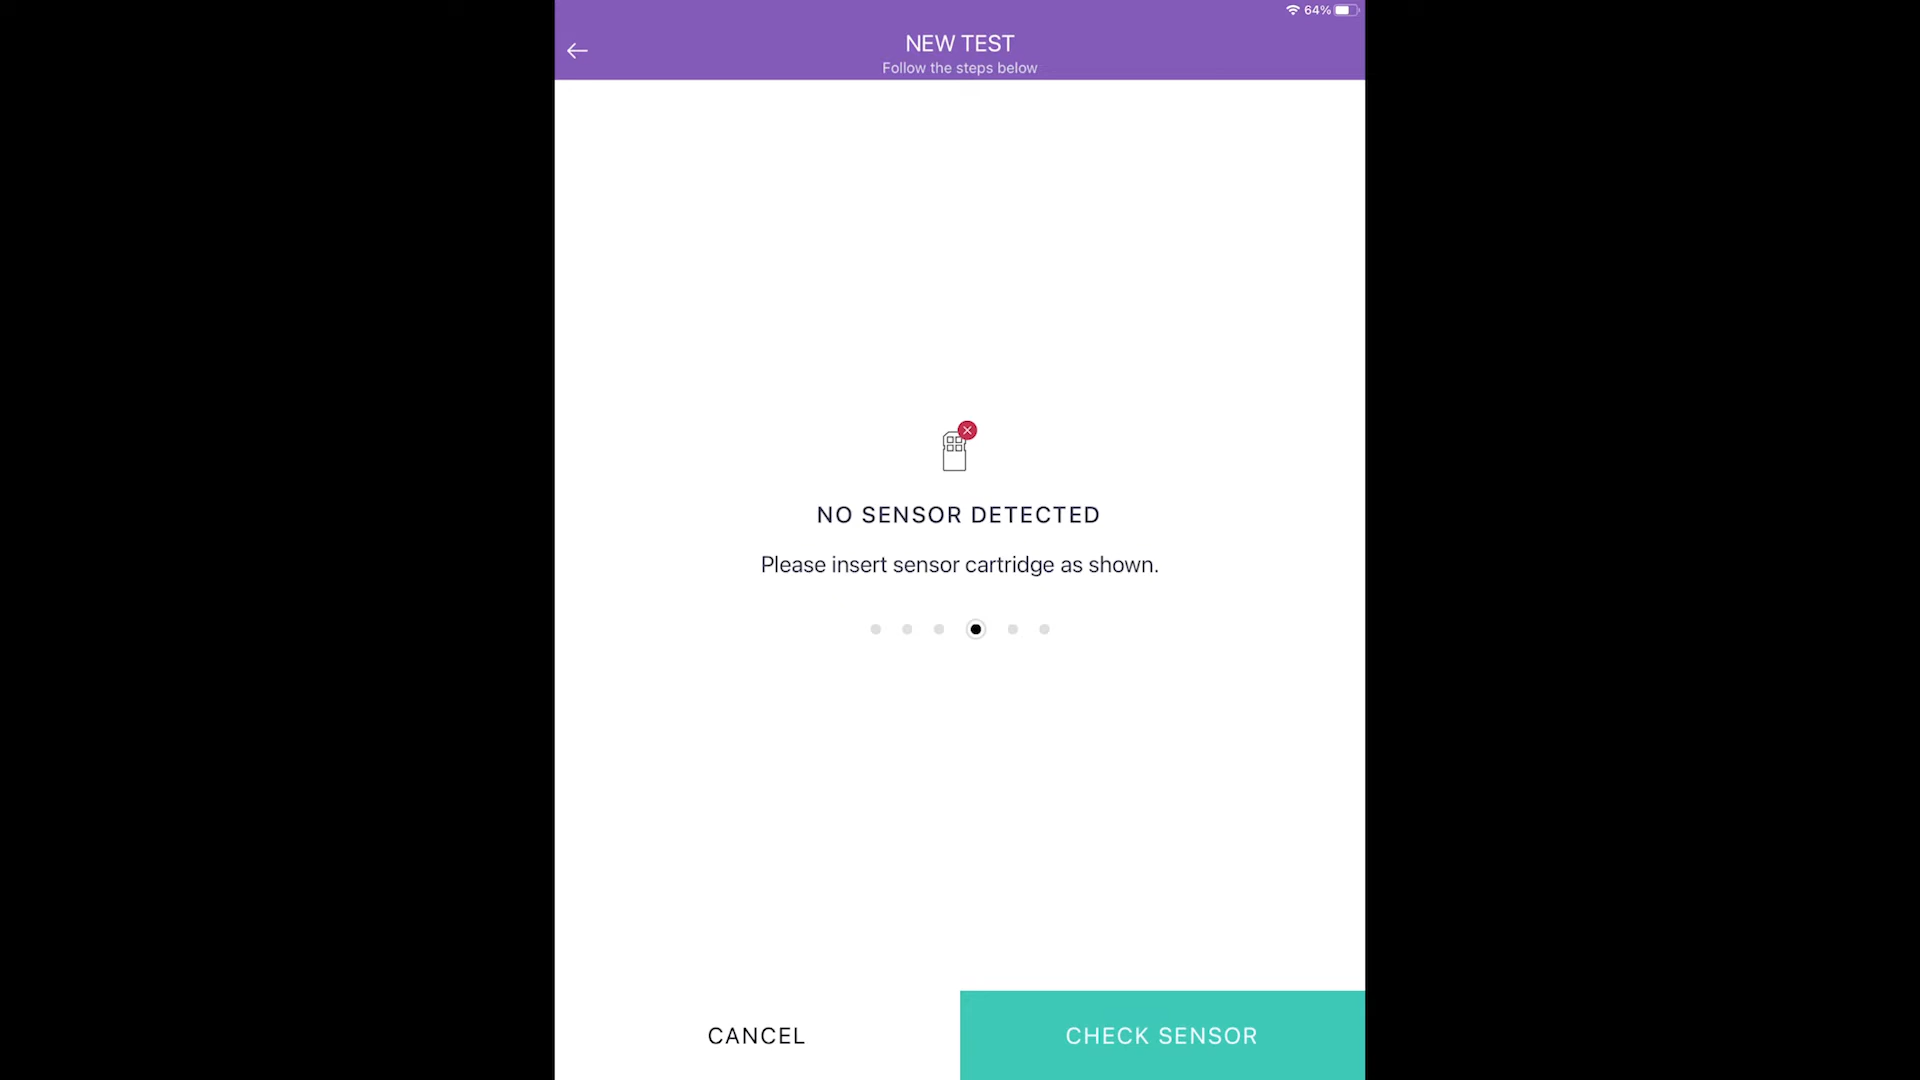 64%
NEW TEST
Follow the steps below
NO SENSOR DETECTED
Please insert sensor cartridge as shown.
CANCEL
CHECK SENSOR